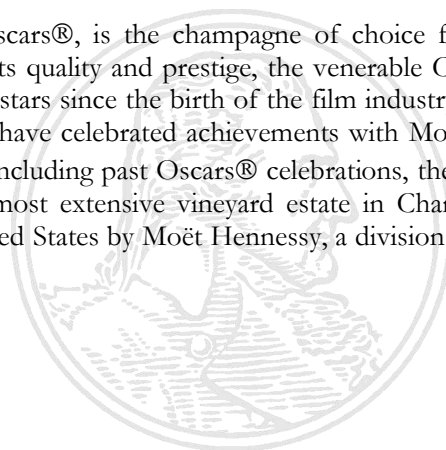 scars®, is the champagne of choice f
ts quality and prestige, the venerable
stars since the birth of the film industr
have celebrated achievements with Mo
ncluding past Oscars® celebrations, the
most extensive vineyard estate in Char
ed States by Moët Hennessy, a division